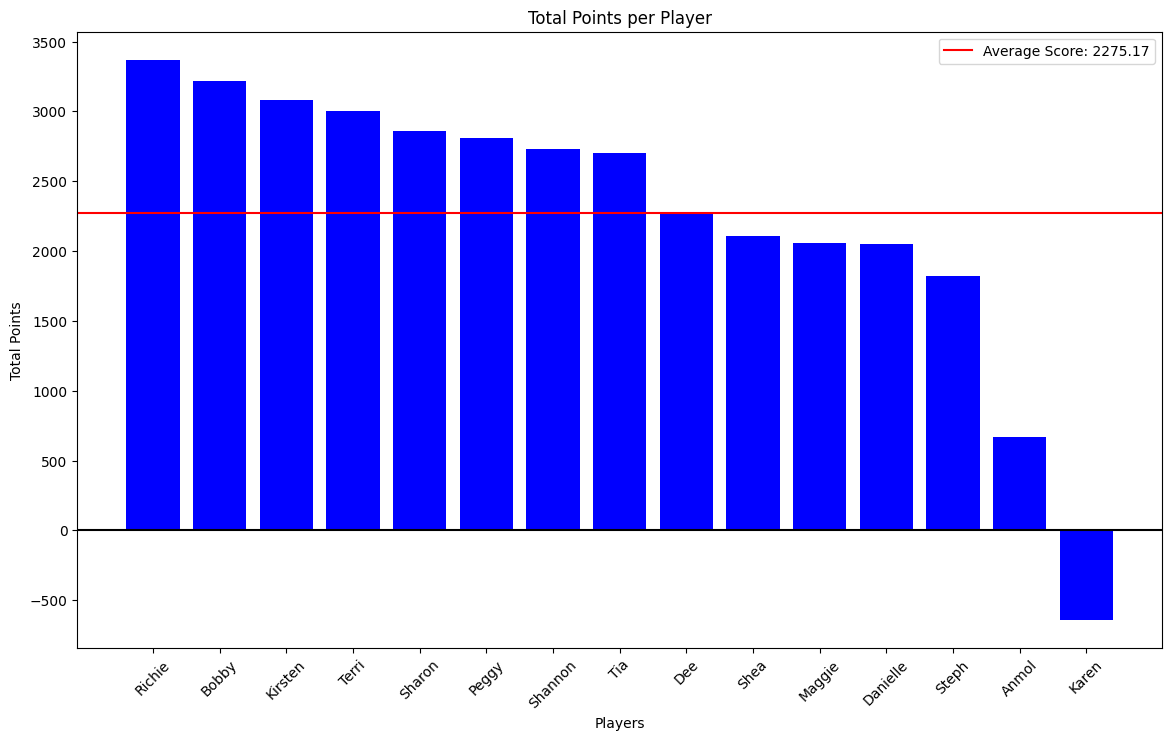 Total Points per Player
Average Score: 2275.17
3500
3000
2500
2000
1500
1000
500
0
−500
Total Points
Richie
Bobby
Kirsten
Terri
Sharon
Peggy
Shannon
Tia
Dee
Shea
Maggie
Danielle
Steph
Anmol
Karen
Players